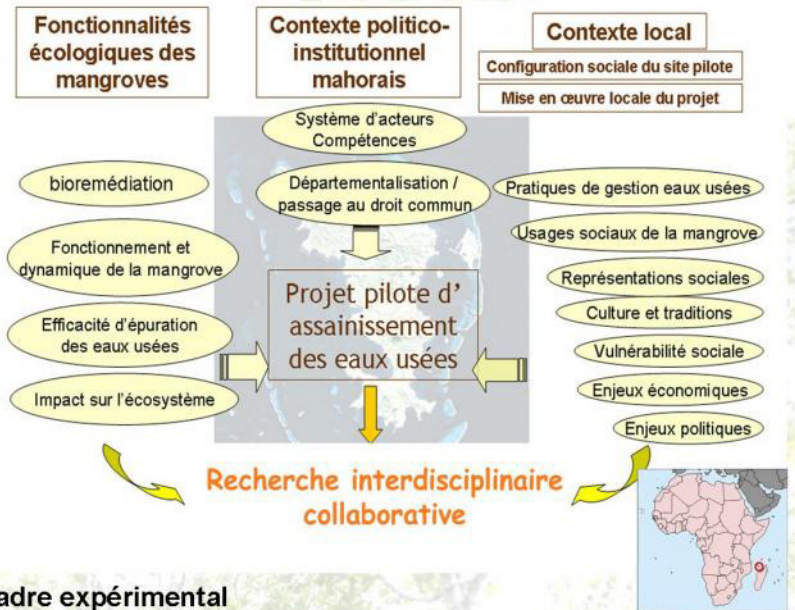 Fonctionnalités
écologiques des
mangroves
bioremédiation
Fonctionnement et
dynamique de la mangrove
Efficacité d'épuration
des eaux usées
Impact sur l'écosystème
Contexte politico-
institutionnel
mahorais
Système d'acteurs
Compétences
Départementalisation /
passage au droit commun
Projet pilote d'
assainissement
des eaux usées
Contexte local
Configuration sociale du site pilote
Mise en œuvre locale du projet
Pratiques de gestion eaux usées
Usages sociaux de la mangrove
Représentations sociales
Culture et traditions
Vulnérabilité sociale
Enjeux économiques
Enjeux politiques
Recherche interdisciplinaire
collaborative
adre expérimental